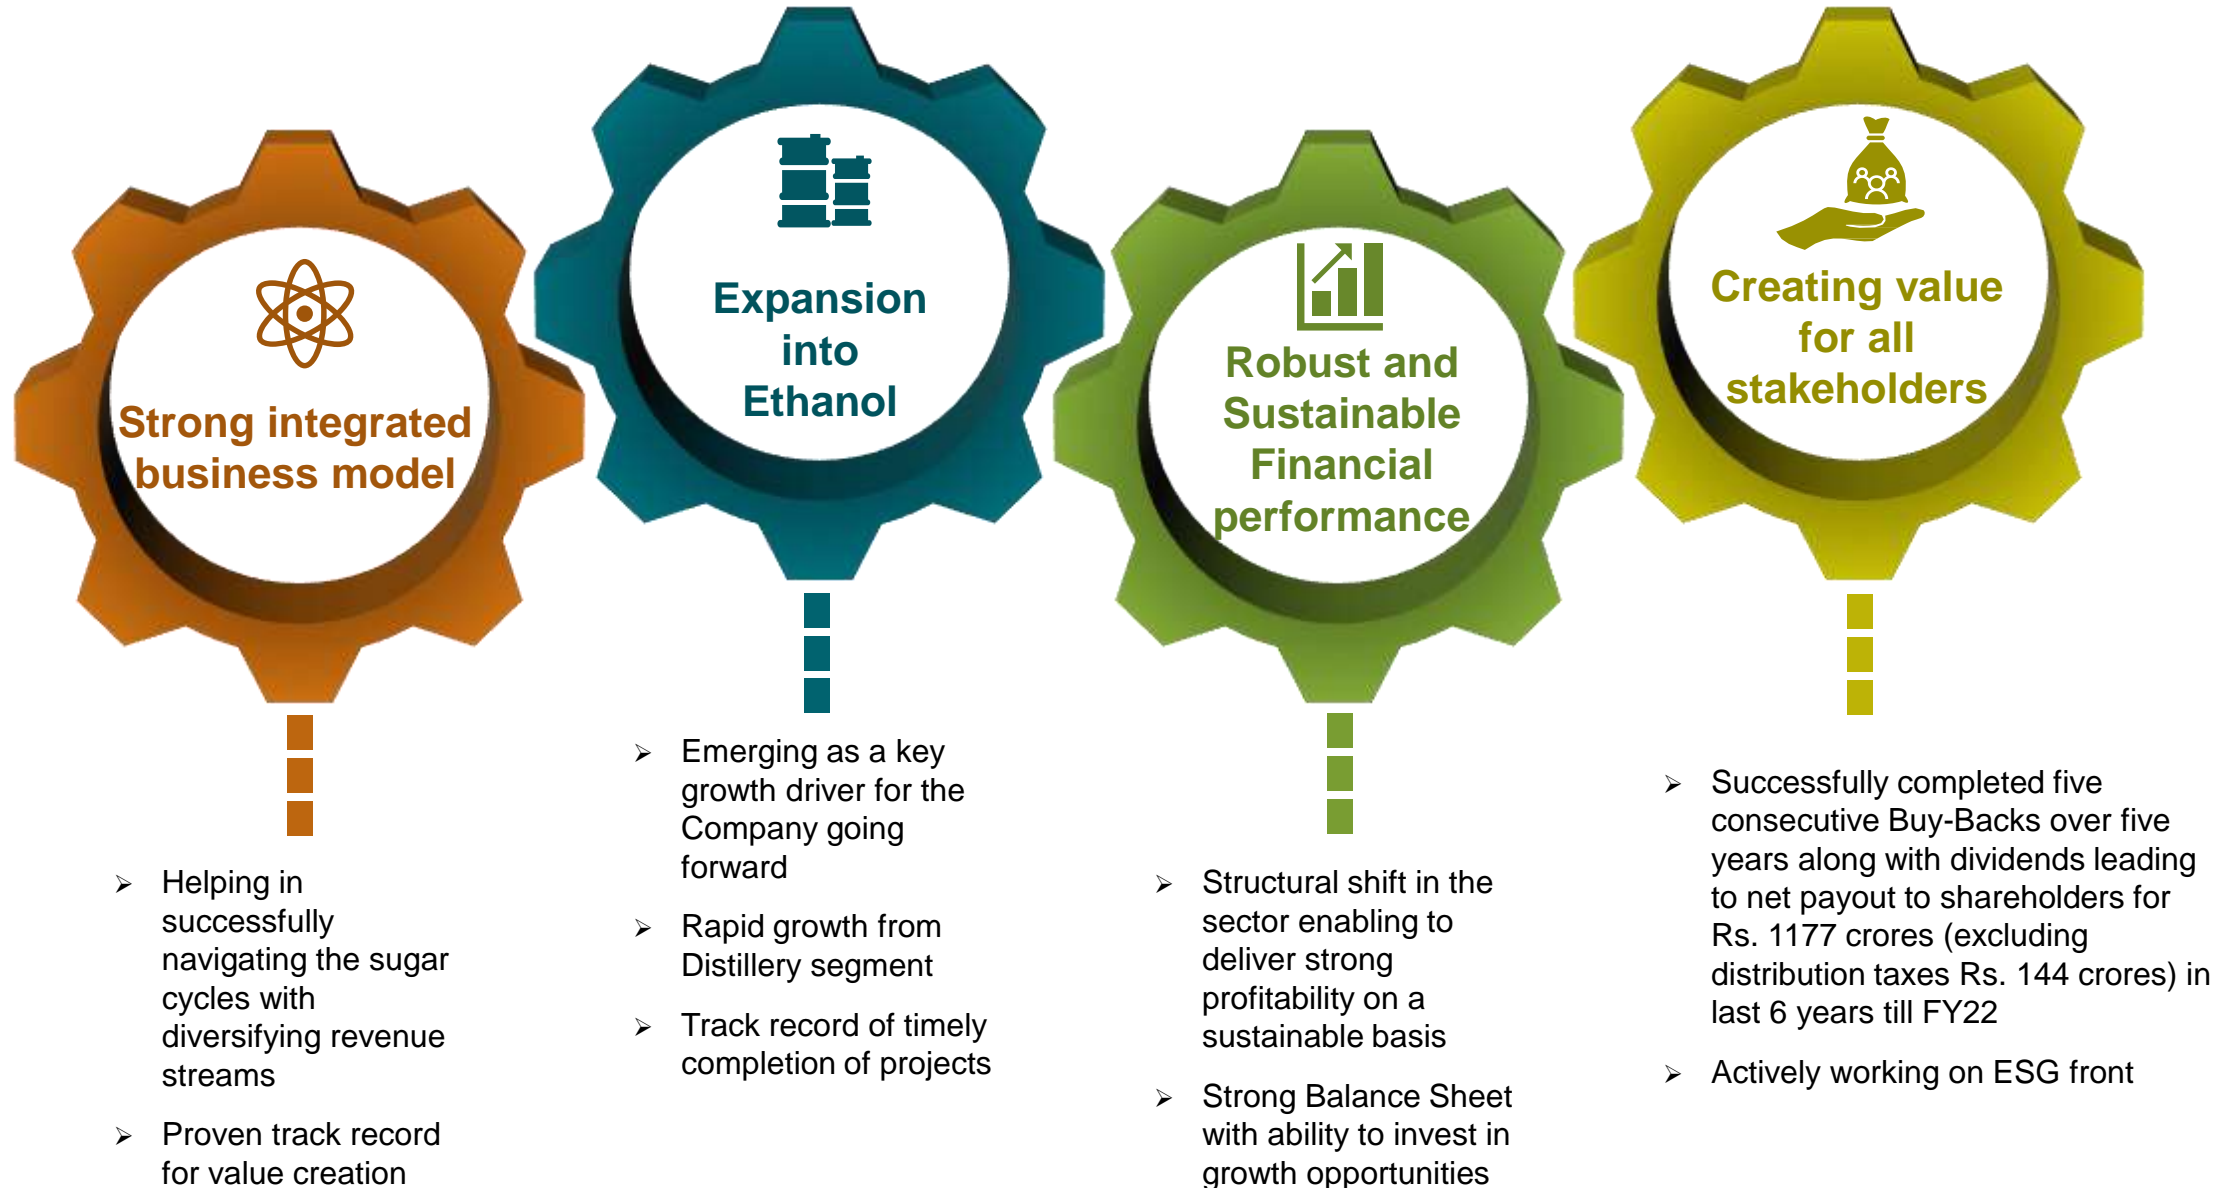 Strong integrated
business model
➢ Helping in
successfully
navigating the sugar
cycles with
diversifying revenue
streams
➢ Proven track record
for value creation
Expansion
into
Ethanol
➢ Emerging as a key
growth driver for the
Company going
forward
➢ Rapid growth from
Distillery segment
➢ Track record of timely
completion of projects
Robust and
Sustainable
Financial
performance
➢ Structural shift in the
sector enabling to
deliver strong
profitability on a
sustainable basis
➢ Strong Balance Sheet
with ability to invest in
growth opportunities
Creating value
for all
stakeholders
➢ Successfully completed five
consecutive Buy-Backs over five
years along with dividends leading
to net payout to shareholders for
Rs. 1177 crores (excluding
distribution taxes Rs. 144 crores) in
last 6 years till FY22
➢ Actively working on ESG front